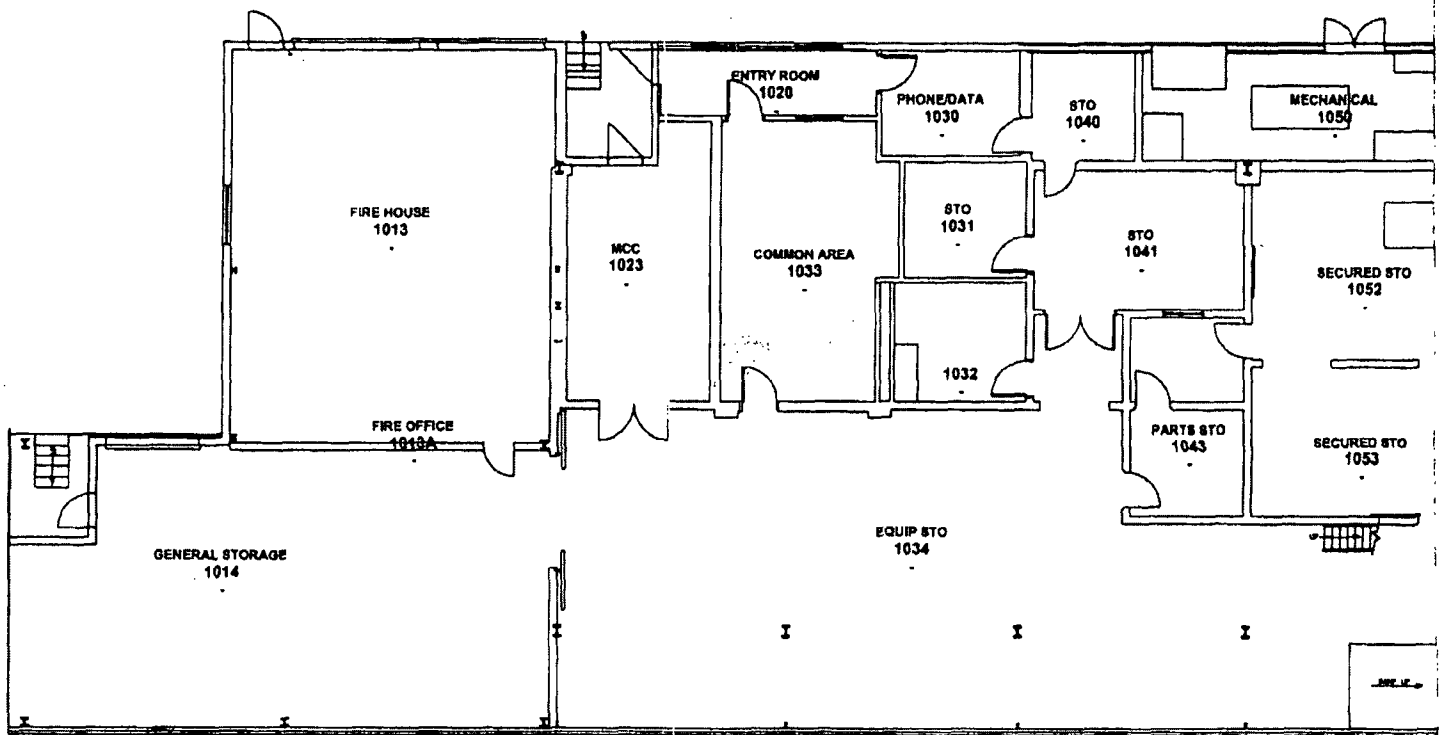 ENTRY ROOM
1020
PHONE/DATA
1030
STO
1040
MECHANICAL
1050
FIRE HOUSE
1013
MCC
1023
COMMON AREA
1033
STO
1031
STO
1041
SECURED STO
1052
1032
FIRE OFFICE
1013A
PARTS STO
1043
SECURED STO
1053
GENERAL STORAGE
1014
EQUIP STO
1034